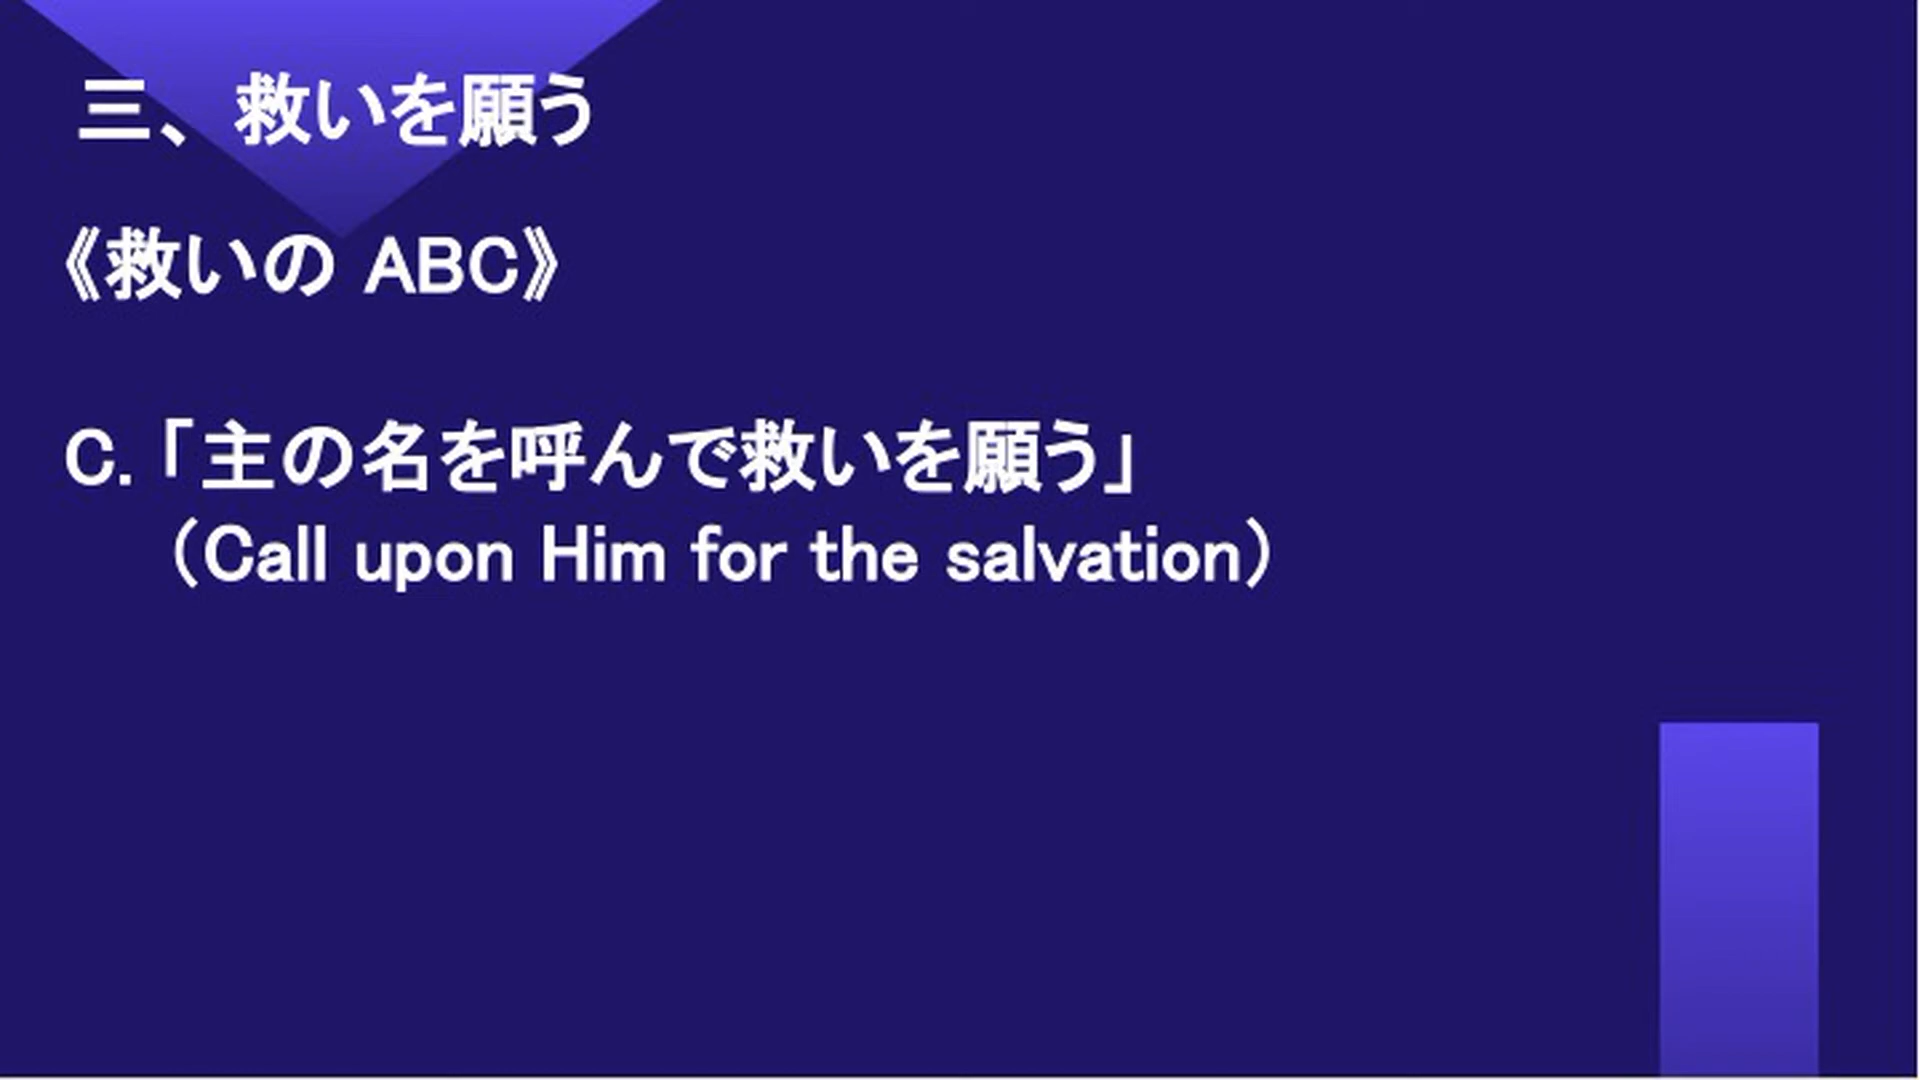 三、救いを願う
《救いの ABC》
C.「主の名を呼んで救いを願う」
（Call upon Him for the salvation）